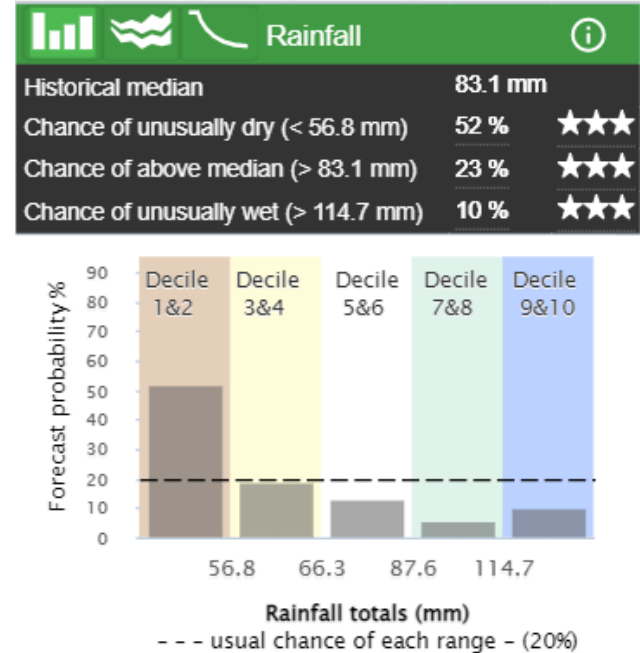 Rainfall
Historical median 83.1 mm
Chance of unusually dry (< 56.8 mm) 52 %
Chance of above median (> 83.1 mm) 23 %
Chance of unusually wet (> 114.7 mm) 10 %
Decile 1&2
Decile 3&4
Decile 5&6
Decile 7&8
Decile 9&10
Forecast probability %
90
80
70
60
50
40
30
20
10
0
56.8 66.3 87.6 114.7
Rainfall totals (mm)
- - - usual chance of each range – (20%)